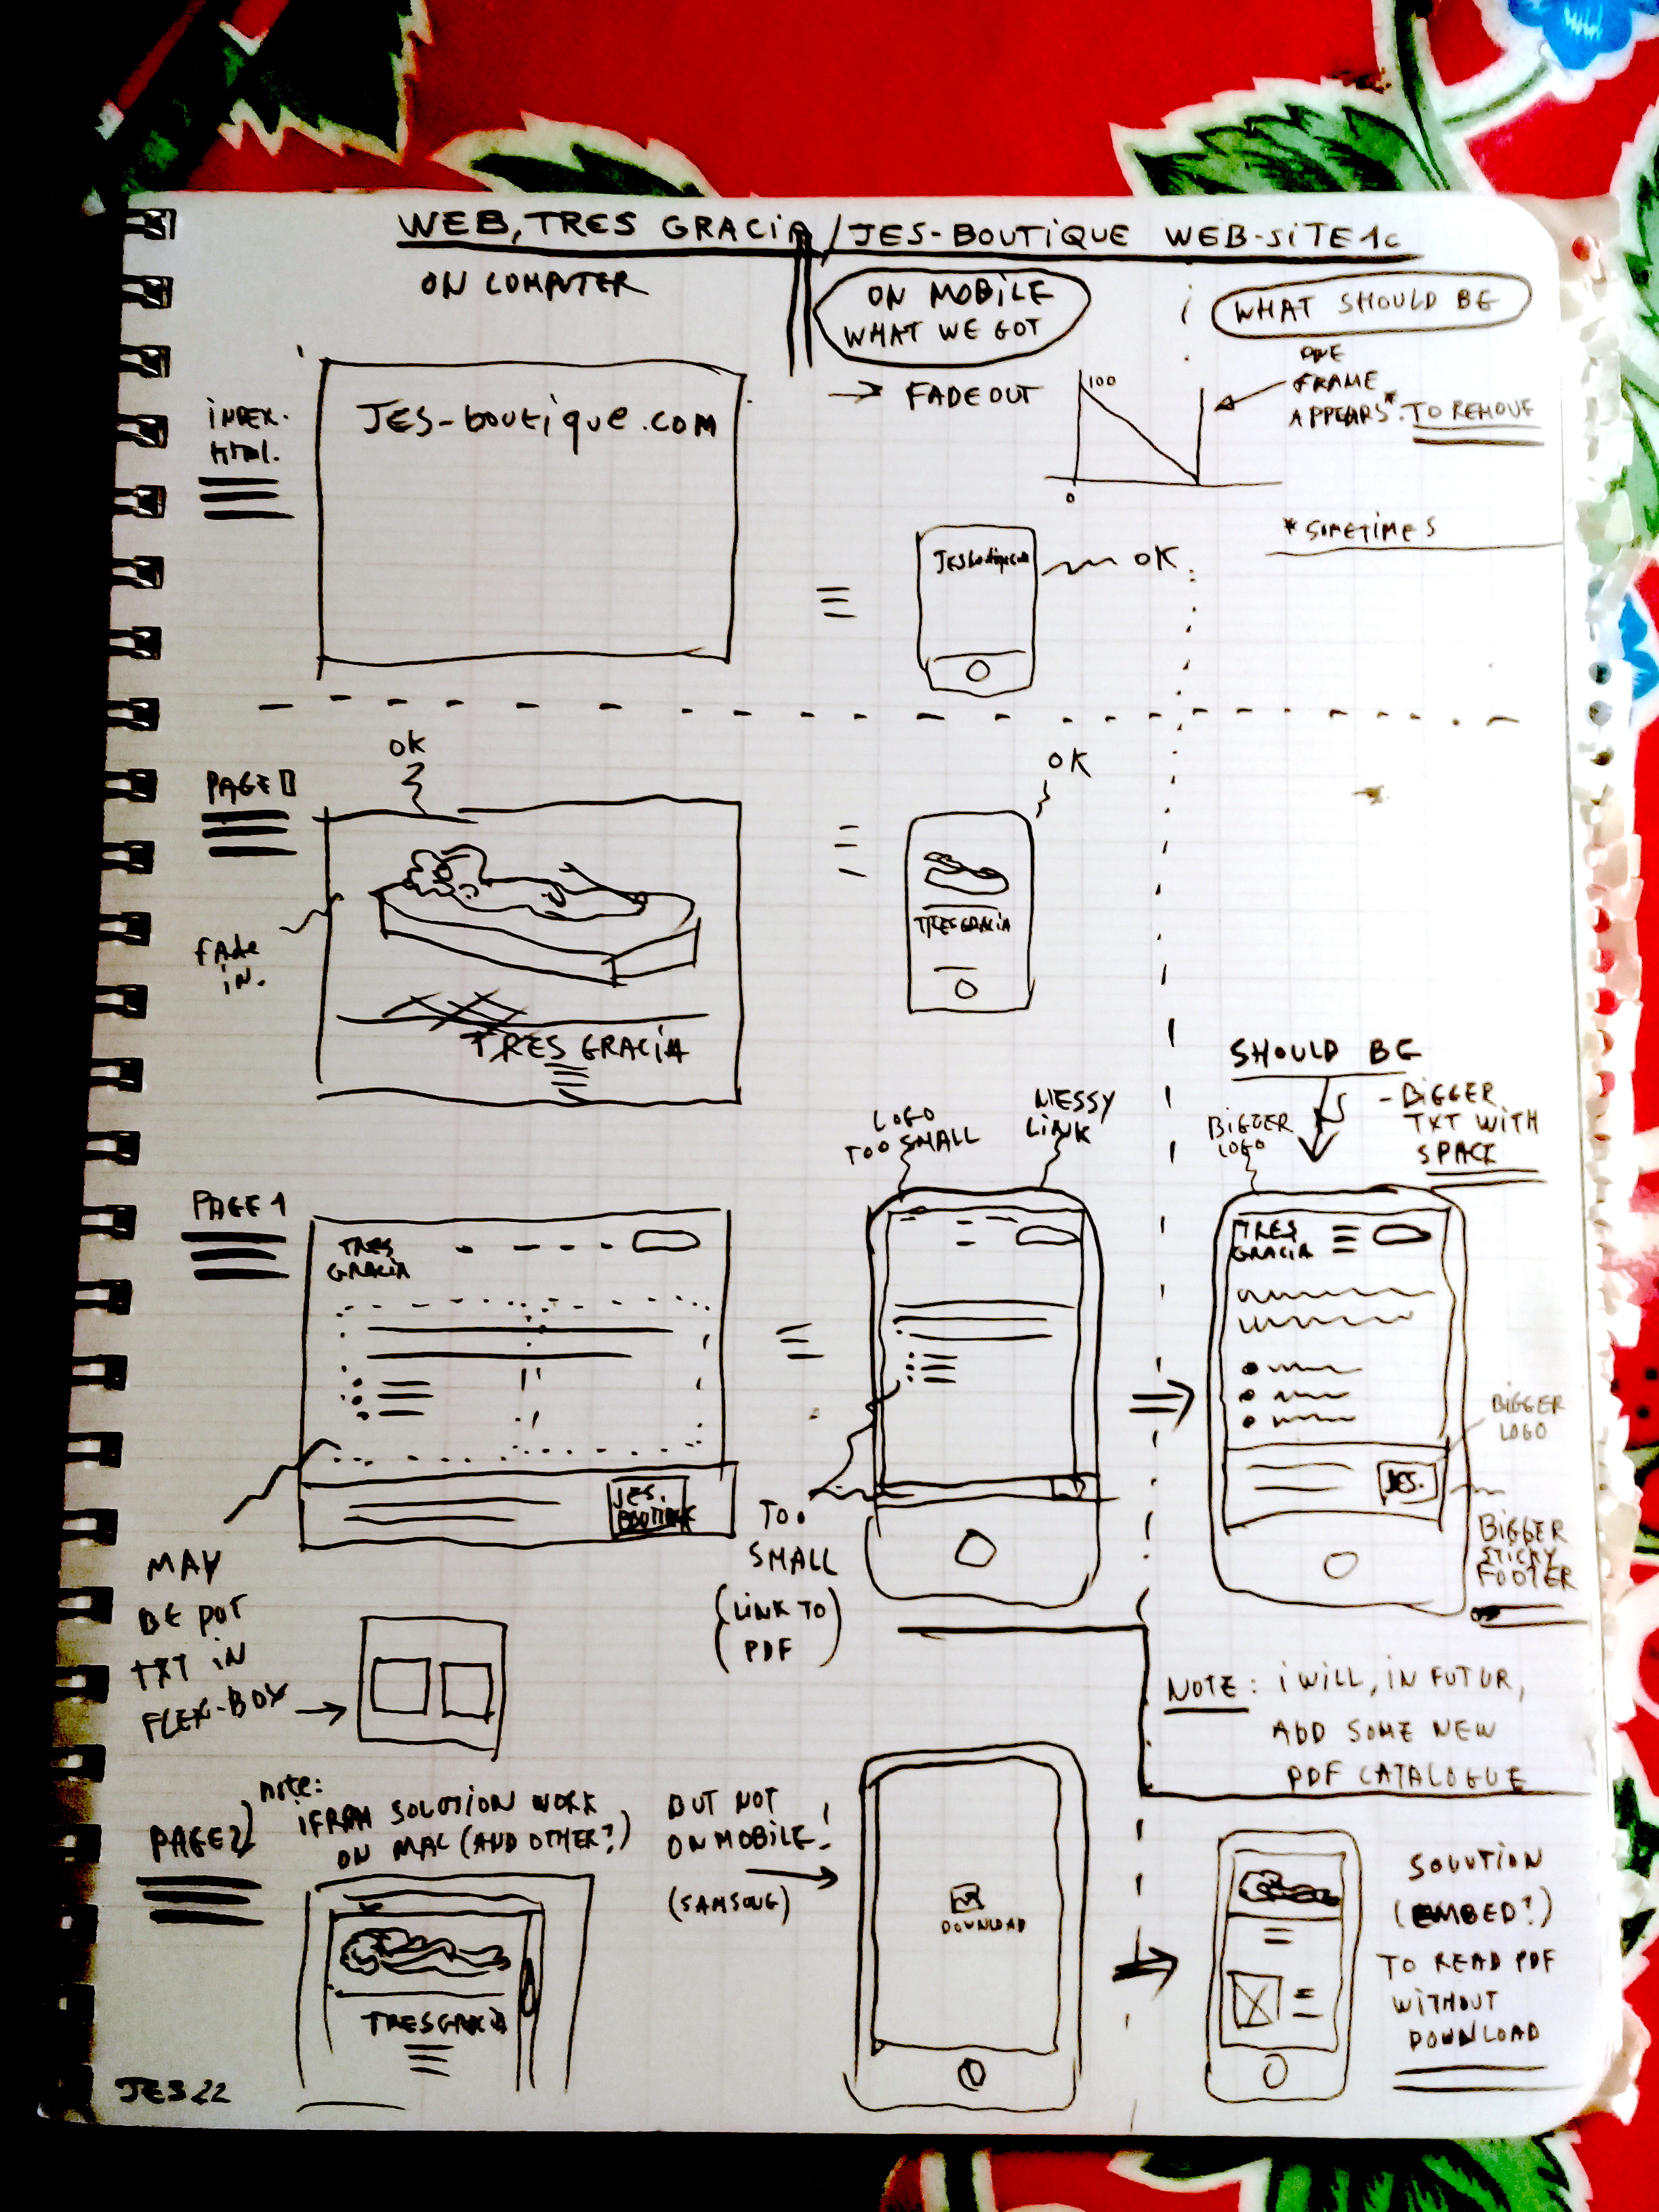 WEB, TRES GRACIA / JES-BOUTIQUE WEB-SITE 1c
ON COMPUTER
ON MOBILE
WHAT WE GOT
WHAT SHOULD BE
INDEX.
HTML.
JES-boutique.com
→ FADEOUT
100
0
ONE
FRAME
APPEARS*. TO REMOVE
*SOMETIMES
JESboutique.com
OK
PAGE 0
OK
OK
fade
in.
TRES GRACIA
TRES GRACIA
SHOULD BE
LOGO
TOO SMALL
MESSY
LINK
BIGGER
LOGO
- BIGGER
TXT WITH
SPACE
PAGE 1
TRES
GRACIA
TRES
GRACIA
JES.
BOUTIQUE
JES.
BIGGER
LOGO
BIGGER
STICKY
FOOTER
TOO
SMALL
(LINK TO)
(PDF)
MAY
BE PUT
TXT IN
FLEX-BOX →
NOTE: i WILL, IN FUTUR,
ADD SOME NEW
PDF CATALOGUE
PAGE 2
note:
IFRAM SOLUTION WORK
ON MAC (AND OTHER?)
BUT NOT
ON MOBILE!
(SAMSUNG)
DOWNLOAD
TRES GRACIA
SOLUTION
(EMBED?)
TO READ PDF
WITHOUT
DOWNLOAD
JES 22